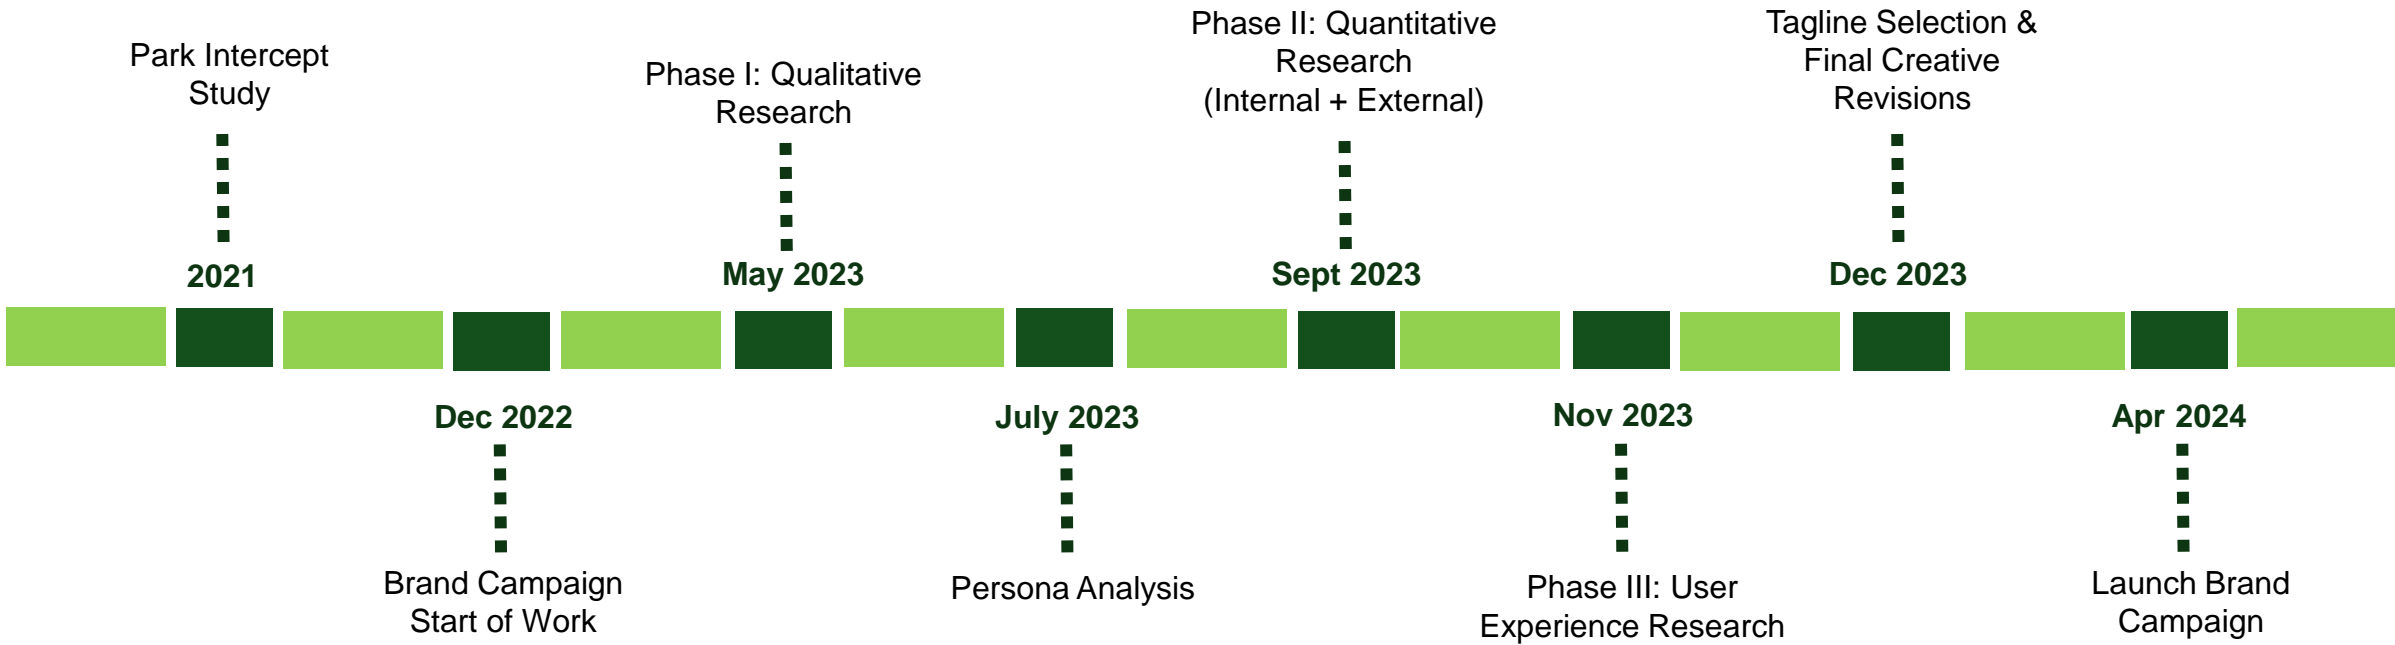 Park Intercept
Study
2021
Dec 2022
Brand Campaign
Start of Work
Phase I: Qualitative
Research
May 2023
July 2023
Persona Analysis
Phase II: Quantitative
Research
(Internal + External)
Sept 2023
Nov 2023
Phase III: User
Experience Research
Tagline Selection &
Final Creative
Revisions
Dec 2023
Apr 2024
Launch Brand
Campaign